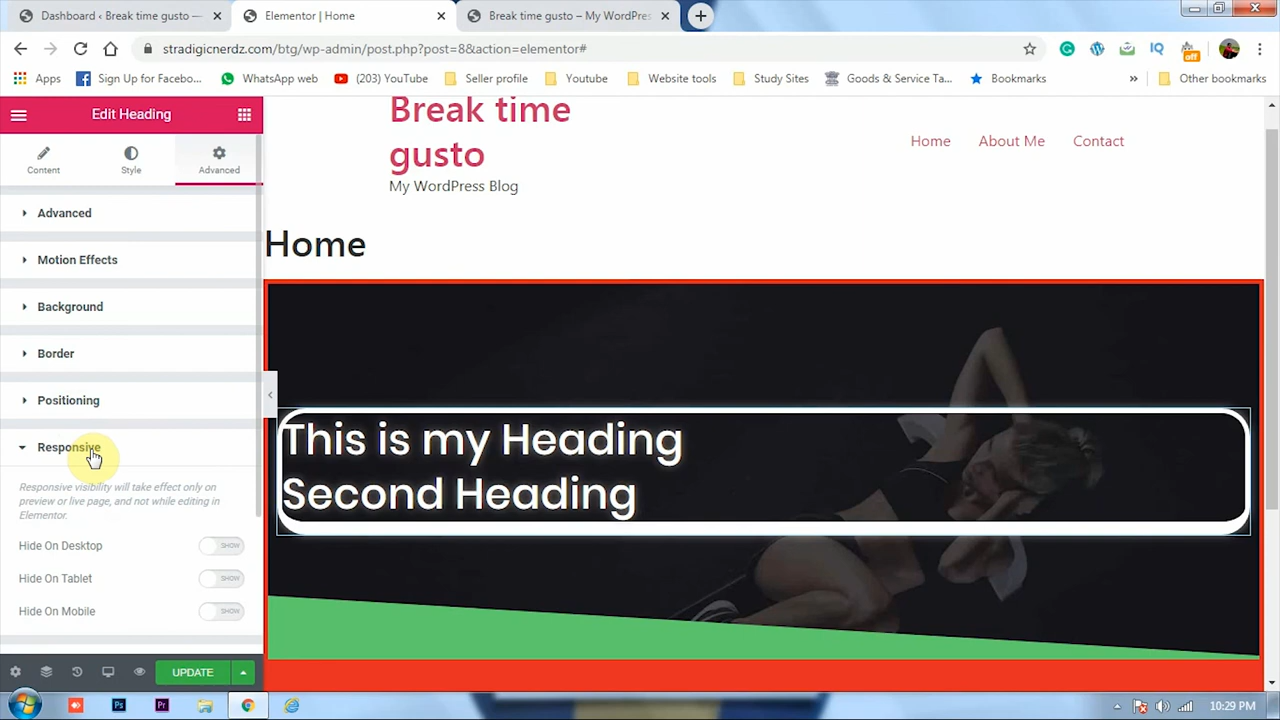 Dashboard ‹ Break time gusto —
Elementor | Home
Break time gusto – My WordPress
stradigicnerdz.com/btg/wp-admin/post.php?post=8&action=elementor#
Apps
Sign Up for Facebo...
WhatsApp web
(203) YouTube
Seller profile
Youtube
Website tools
Study Sites
Goods & Service Ta...
Bookmarks
»
Other bookmarks
off
Edit Heading
Content
Style
Advanced
Advanced
Motion Effects
Background
Border
Positioning
Responsive
Responsive visibility will take effect only on
preview or live page, and not while editing in
Elementor.
Hide On Desktop
SHOW
Hide On Tablet
SHOW
Hide On Mobile
SHOW
UPDATE
Break time
gusto
My WordPress Blog
Home
About Me
Contact
Home
This is my Heading
Second Heading
Ps
Pr
10:29 PM